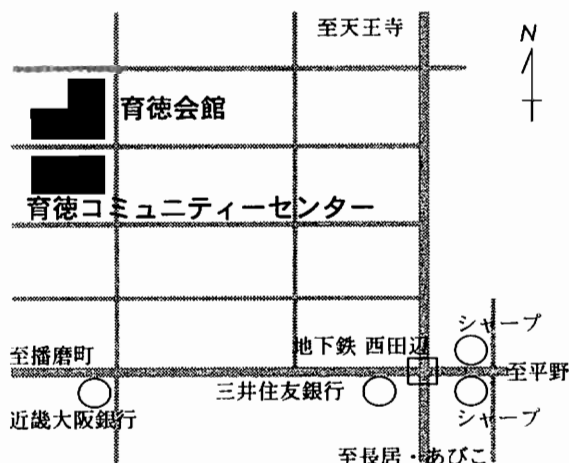 至天王寺
N
育徳会館
育徳コミュニティーセンター
シャープ
地下鉄 西田辺
至播磨町
至平野
三井住友銀行
近畿大阪銀行
シャープ
至長居・あびこ